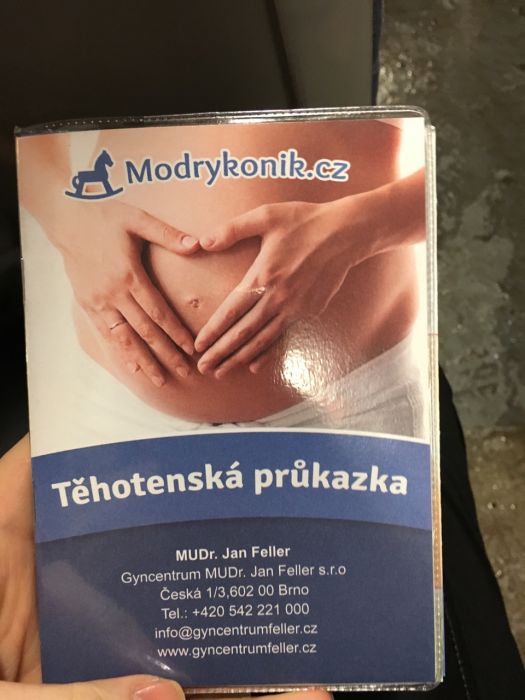 Modrykonik.cz
Těhotenská průkazka
MUDr. Jan Feller
Gyncentrum MUDr. Jan Feller s.r.o
Česká 1/3,602 00 Brno
Tel.: +420 542 221 000
info@gyncentrumfeller.cz
www.gyncentrumfeller.cz